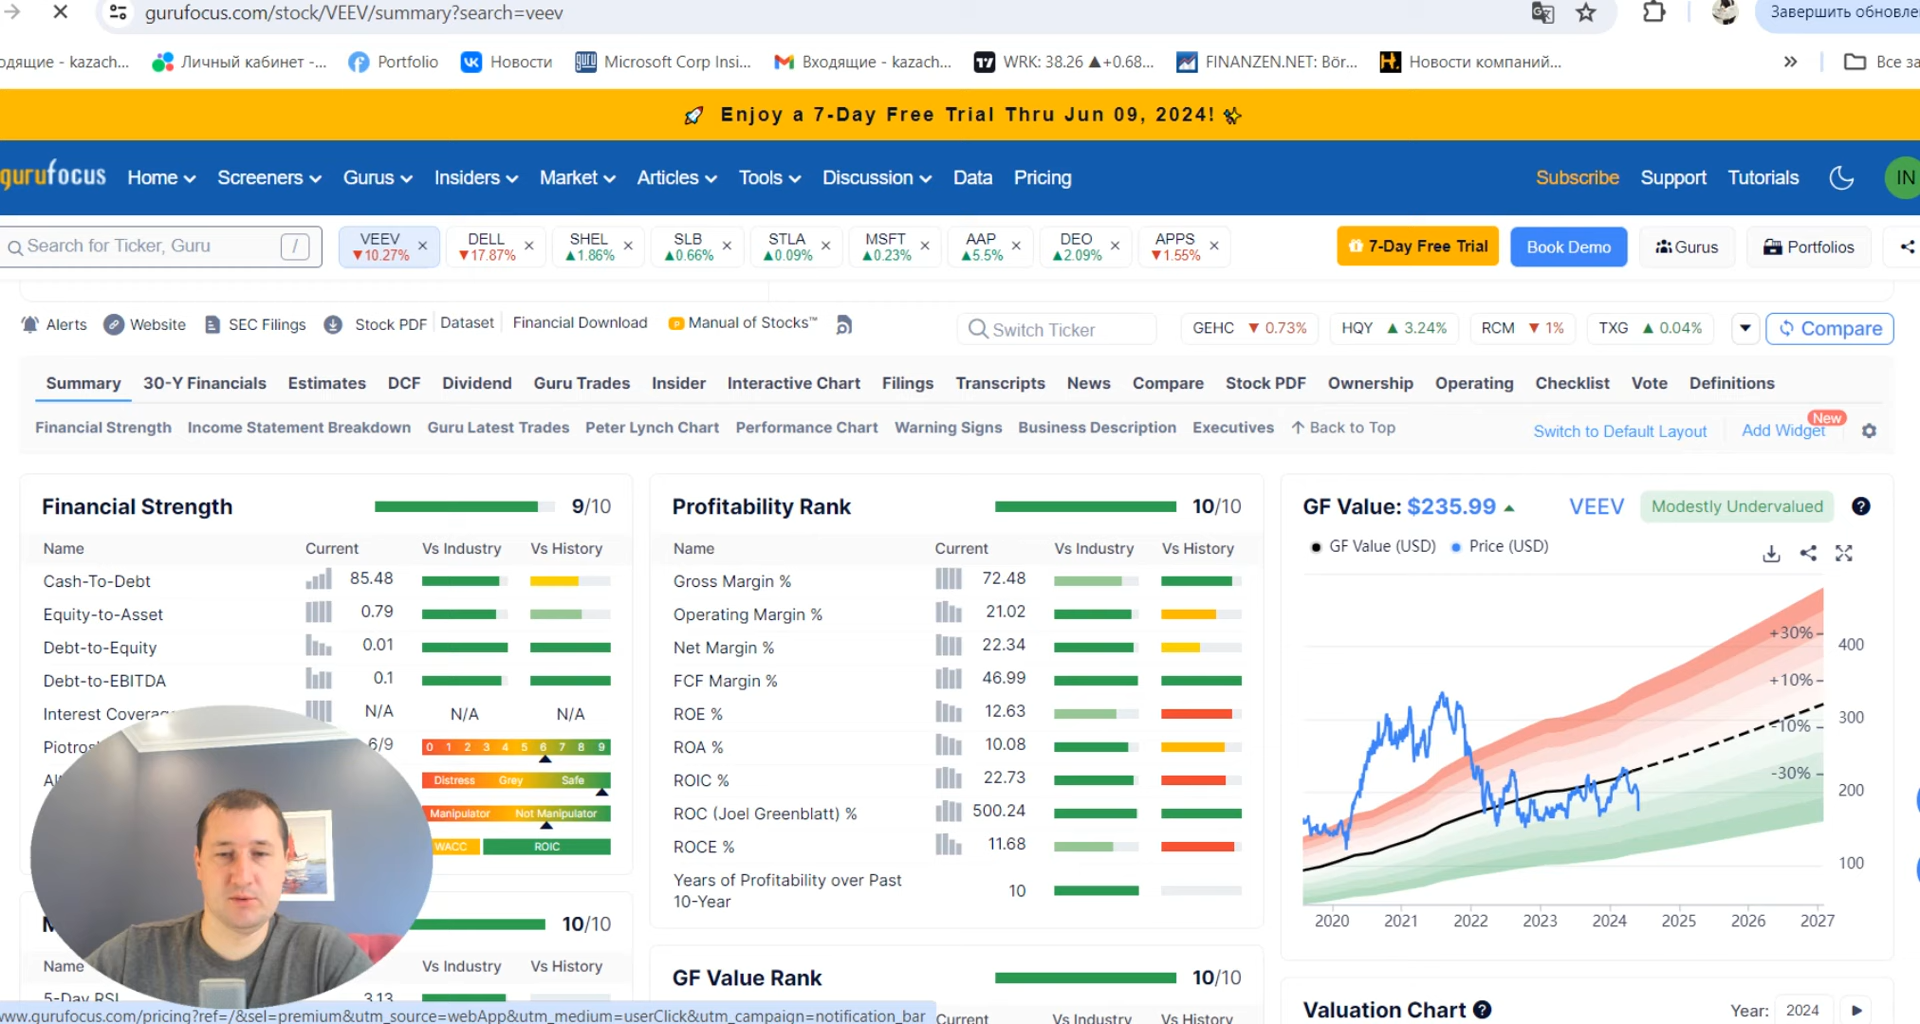 gurufocus.com/stock/VEEV/summary?search=veev
Завершить обновле
одящие - kazach...
Личный кабинет -...
Portfolio
Новости
Microsoft Corp Insi...
Входящие - kazach...
WRK: 38.26 ▲+0.68...
FINANZEN.NET: Bör...
Новости компаний...
»
Все за
Enjoy a 7-Day Free Trial Thru Jun 09, 2024!
gurufocus
Home
Screeners
Gurus
Insiders
Market
Articles
Tools
Discussion
Data
Pricing
Subscribe
Support
Tutorials
IN
Search for Ticker, Guru
/
VEEV ×
▼10.27%
DELL ×
▼17.87%
SHEL ×
▲1.86%
SLB ×
▲0.66%
STLA ×
▲0.09%
MSFT ×
▲0.23%
AAP ×
▲5.5%
DEO ×
▲2.09%
APPS ×
▼1.55%
7-Day Free Trial
Book Demo
Gurus
Portfolios
Alerts
Website
SEC Filings
Stock PDF
Dataset
Financial Download
Manual of Stocks™
Switch Ticker
GEHC ▼ 0.73%
HQY ▲ 3.24%
RCM ▼ 1%
TXG ▲ 0.04%
Compare
Summary
30-Y Financials
Estimates
DCF
Dividend
Guru Trades
Insider
Interactive Chart
Filings
Transcripts
News
Compare
Stock PDF
Ownership
Operating
Checklist
Vote
Definitions
Financial Strength
Income Statement Breakdown
Guru Latest Trades
Peter Lynch Chart
Performance Chart
Warning Signs
Business Description
Executives
↑ Back to Top
Switch to Default Layout
Add Widget
New
Financial Strength 9/10
Name Current Vs Industry Vs History
Cash-To-Debt 85.48
Equity-to-Asset 0.79
Debt-to-Equity 0.01
Debt-to-EBITDA 0.1
Interest Coverag N/A N/A N/A
Piotros 6/9 0 1 2 3 4 5 6 7 8 9
Al Distress Grey Safe
Manipulator Not Manipulator
WACC ROIC
M 10/10
Name Vs Industry Vs History
5-Day RSI 3.13
Profitability Rank 10/10
Name Current Vs Industry Vs History
Gross Margin % 72.48
Operating Margin % 21.02
Net Margin % 22.34
FCF Margin % 46.99
ROE % 12.63
ROA % 10.08
ROIC % 22.73
ROC (Joel Greenblatt) % 500.24
ROCE % 11.68
Years of Profitability over Past
10-Year 10
GF Value Rank 10/10
Current Vs Industry Vs History
GF Value: $235.99 VEEV Modestly Undervalued ?
GF Value (USD) Price (USD)
+30%
400
+10%
300
-10%
-30%
200
100
2020 2021 2022 2023 2024 2025 2026 2027
Valuation Chart ? Year: 2024
www.gurufocus.com/pricing?ref=/&sel=premium&utm_source=webApp&utm_medium=userClick&utm_campaign=notification_bar